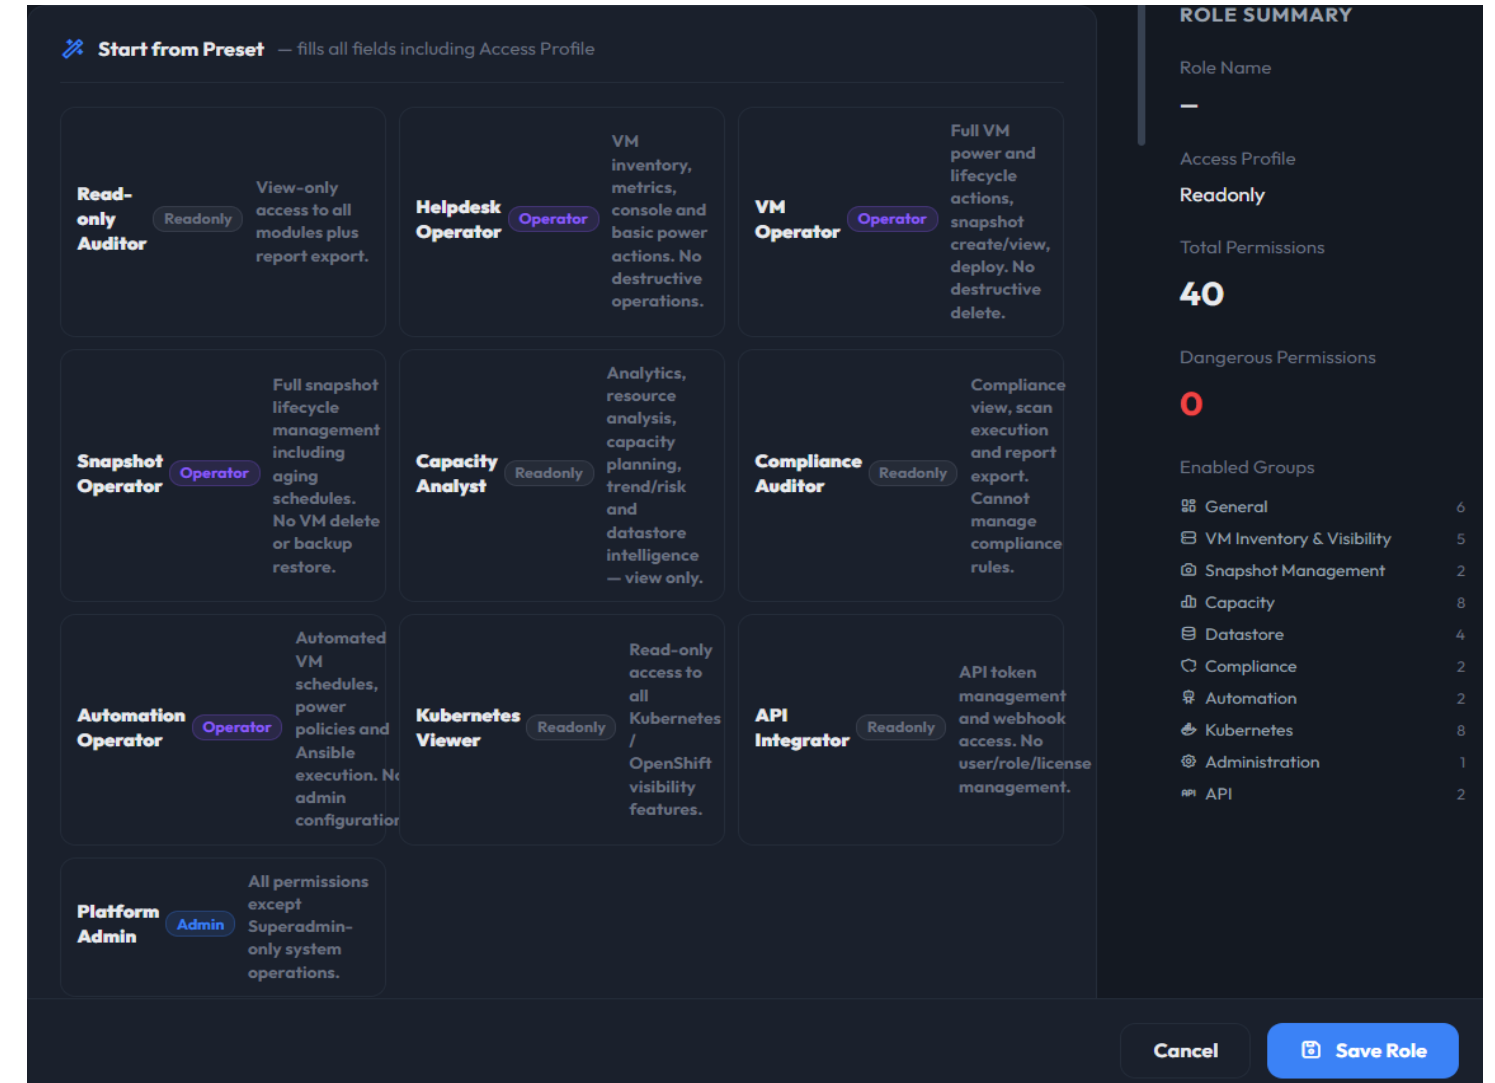 Start from Preset — fills all fields including Access Profile
Read-
only
Auditor
Readonly
View-only
access to all
modules plus
report export.
Helpdesk
Operator
Operator
VM
inventory,
metrics,
console and
basic power
actions. No
destructive
operations.
VM
Operator
Operator
Full VM
power and
lifecycle
actions,
snapshot
create/view,
deploy. No
destructive
delete.
Snapshot
Operator
Operator
Full snapshot
lifecycle
management
including
aging
schedules.
No VM delete
or backup
restore.
Capacity
Analyst
Readonly
Analytics,
resource
analysis,
capacity
planning,
trend/risk
and
datastore
intelligence
— view only.
Compliance
Auditor
Readonly
Compliance
view, scan
execution
and report
export.
Cannot
manage
compliance
rules.
Automation
Operator
Operator
Automated
VM
schedules,
power
policies and
Ansible
execution. No
admin
configuration
Kubernetes
Viewer
Readonly
Read-only
access to
all
Kubernetes
/
OpenShift
visibility
features.
API
Integrator
Readonly
API token
management
and webhook
access. No
user/role/license
management.
Platform
Admin
Admin
All permissions
except
Superadmin-
only system
operations.
ROLE SUMMARY
Role Name
—
Access Profile
Readonly
Total Permissions
40
Dangerous Permissions
0
Enabled Groups
General 6
VM Inventory & Visibility 5
Snapshot Management 2
Capacity 8
Datastore 4
Compliance 2
Automation 2
Kubernetes 8
Administration 1
API API 2
Cancel
Save Role